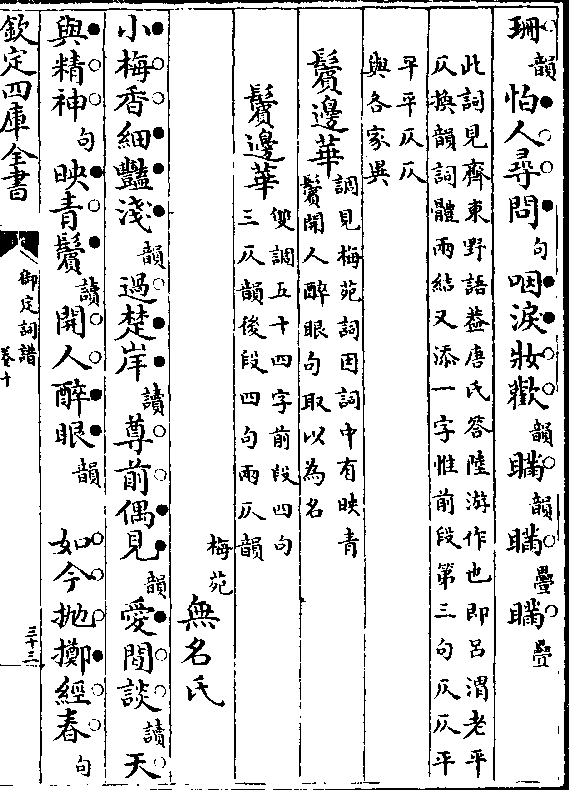 珊韻怕人尋問句咽淚妝歡韻瞞韻瞞疊瞞疊
此詞見齊東野語葢唐氏答陸游作也即呂渭老平
仄換韻詞體兩結又添一字惟前段第三句仄仄平
平平仄仄
與各家異
鬢邊華調見梅苑詞因詞中有映青
鬢開人醉眼句取以為名
鬢邊華雙調五十四字前段四句
三仄韻後段四句兩仄韻
梅苑 無名氏
小梅香細豔淺韻過楚岸讀尊前偶見韻愛閒談讀天
與精神句映青鬢讀開人醉眼韻 如今拋擲經春句
欽定四庫全書
御定詞譜
卷十
三十三